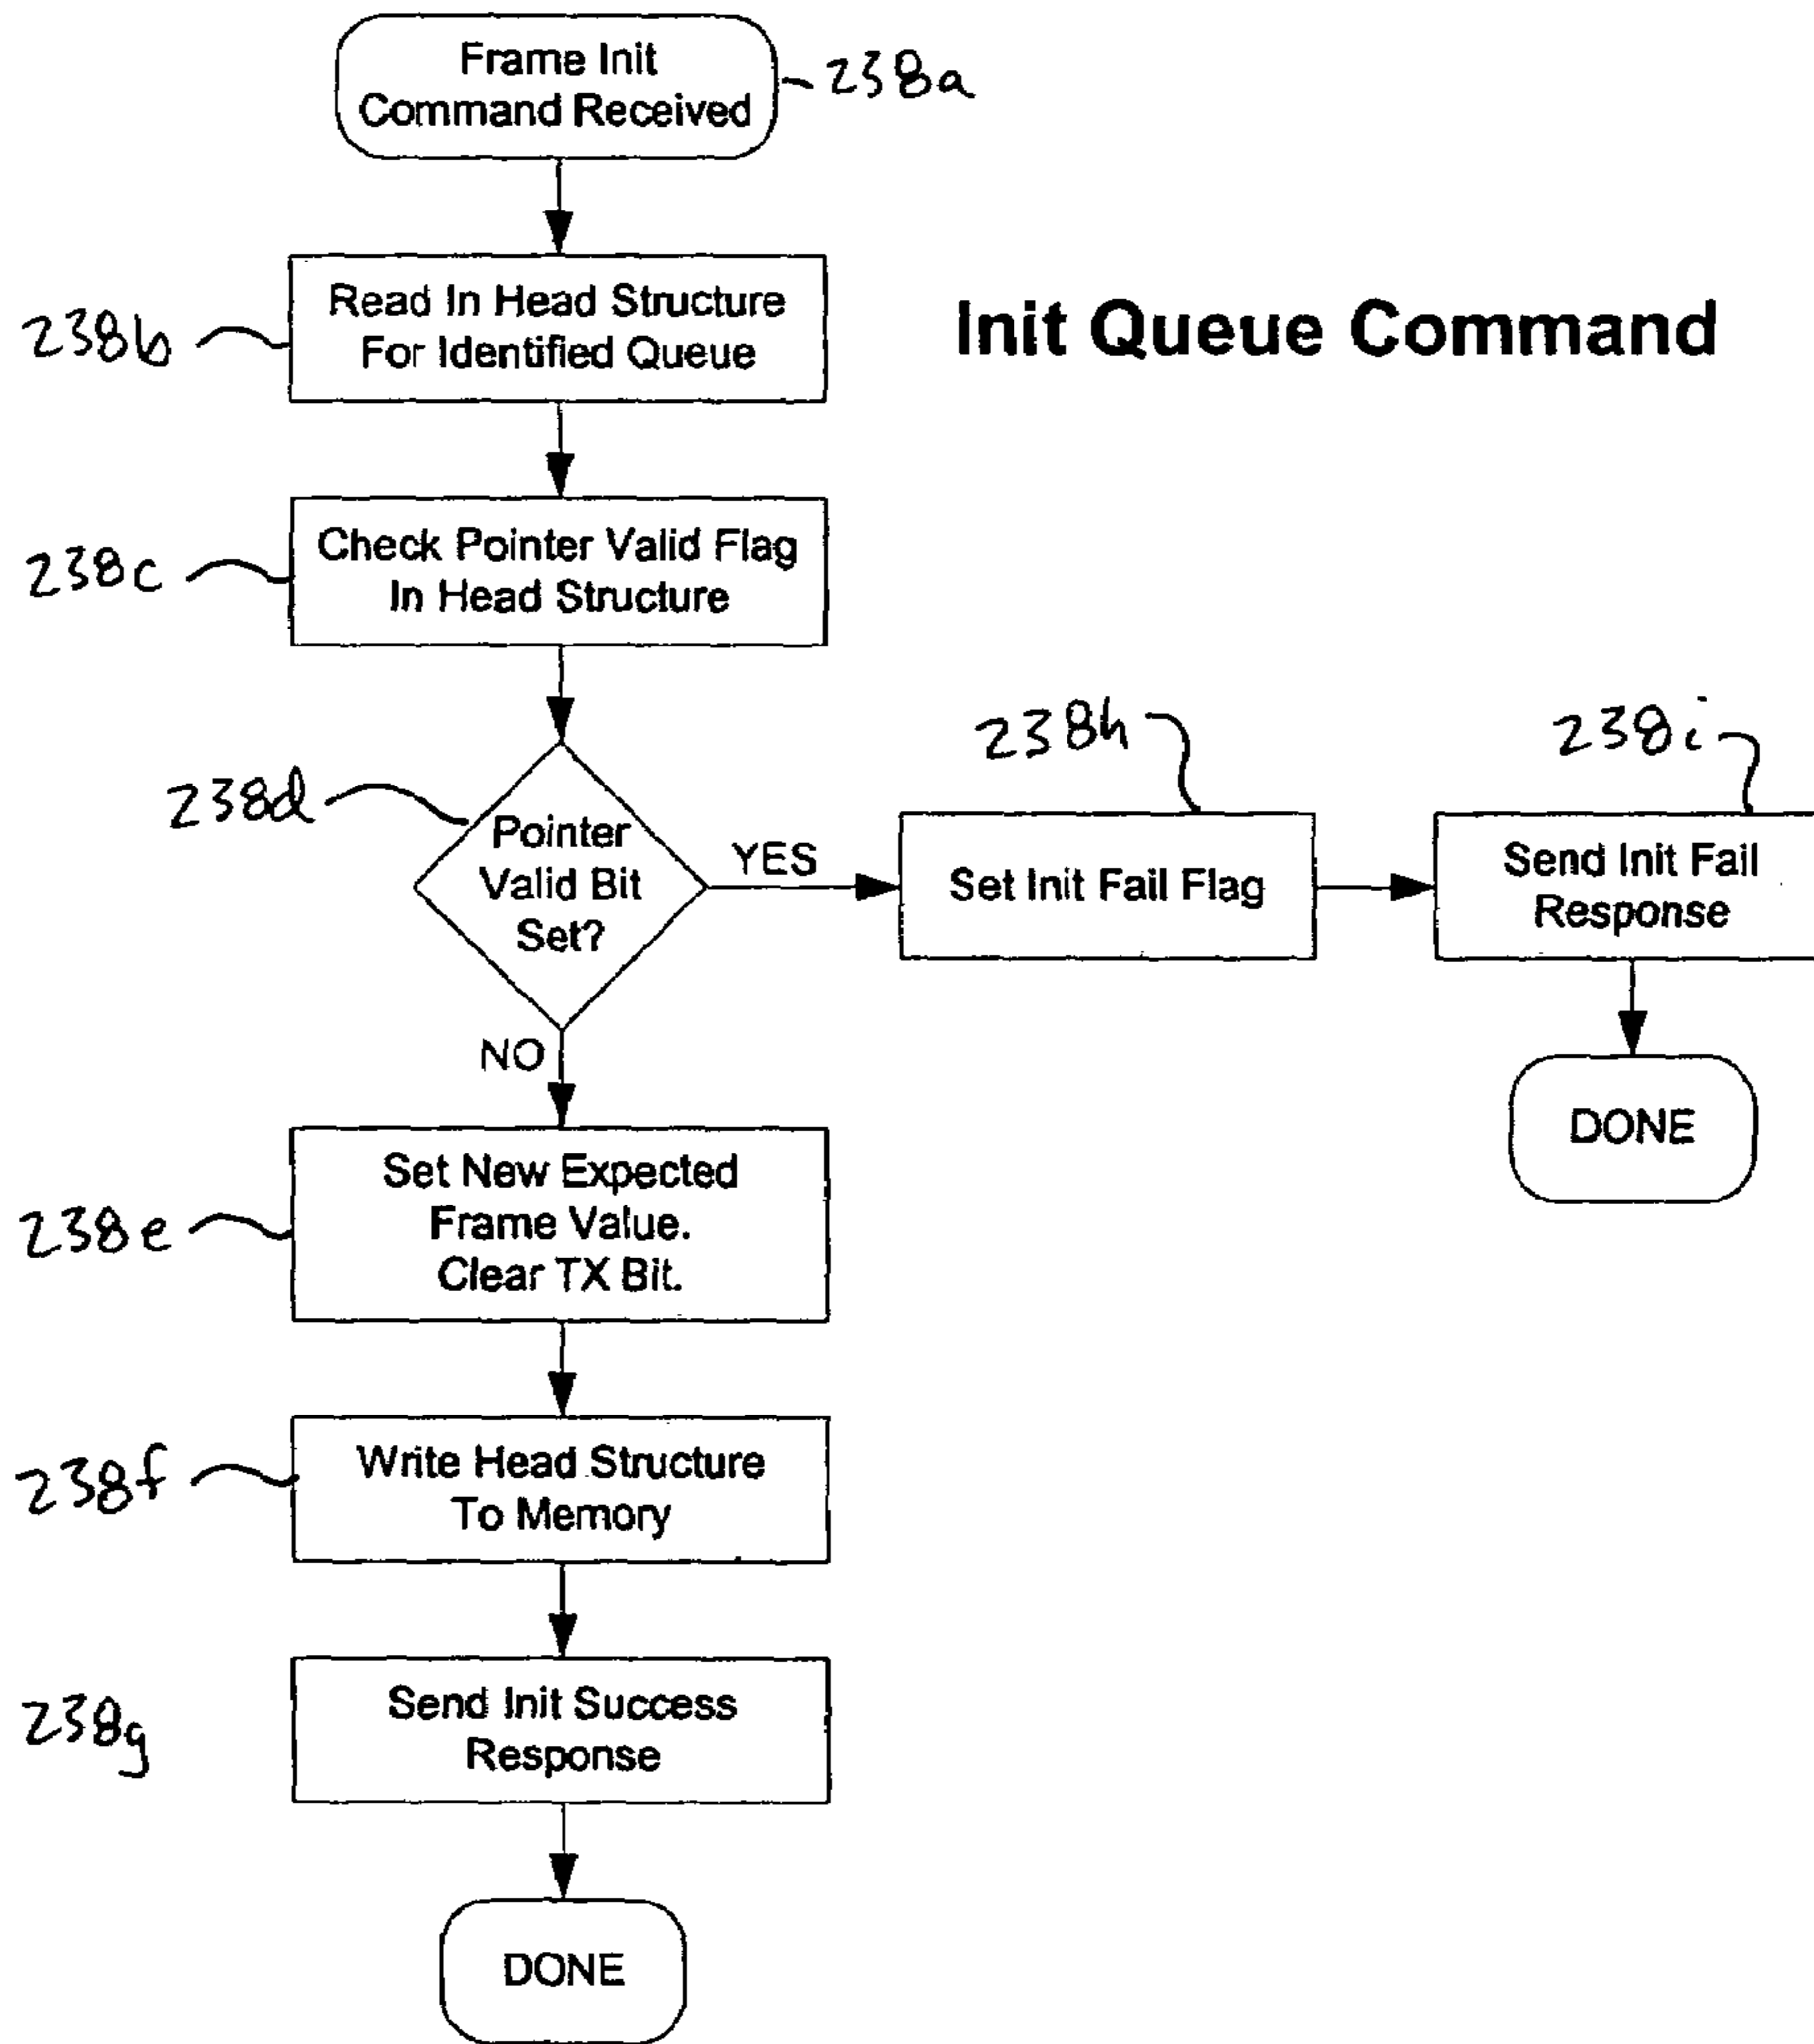 Frame Init
Command Received
238a
Init Queue Command
238b
Read In Head Structure
For Identified Queue
238c
Check Pointer Valid Flag
In Head Structure
238d
Pointer
Valid Bit
Set?
YES
NO
238h
Set Init Fail Flag
238i
Send Init Fail
Response
DONE
238e
Set New Expected
Frame Value.
Clear TX Bit.
238f
Write Head Structure
To Memory
238g
Send Init Success
Response
DONE